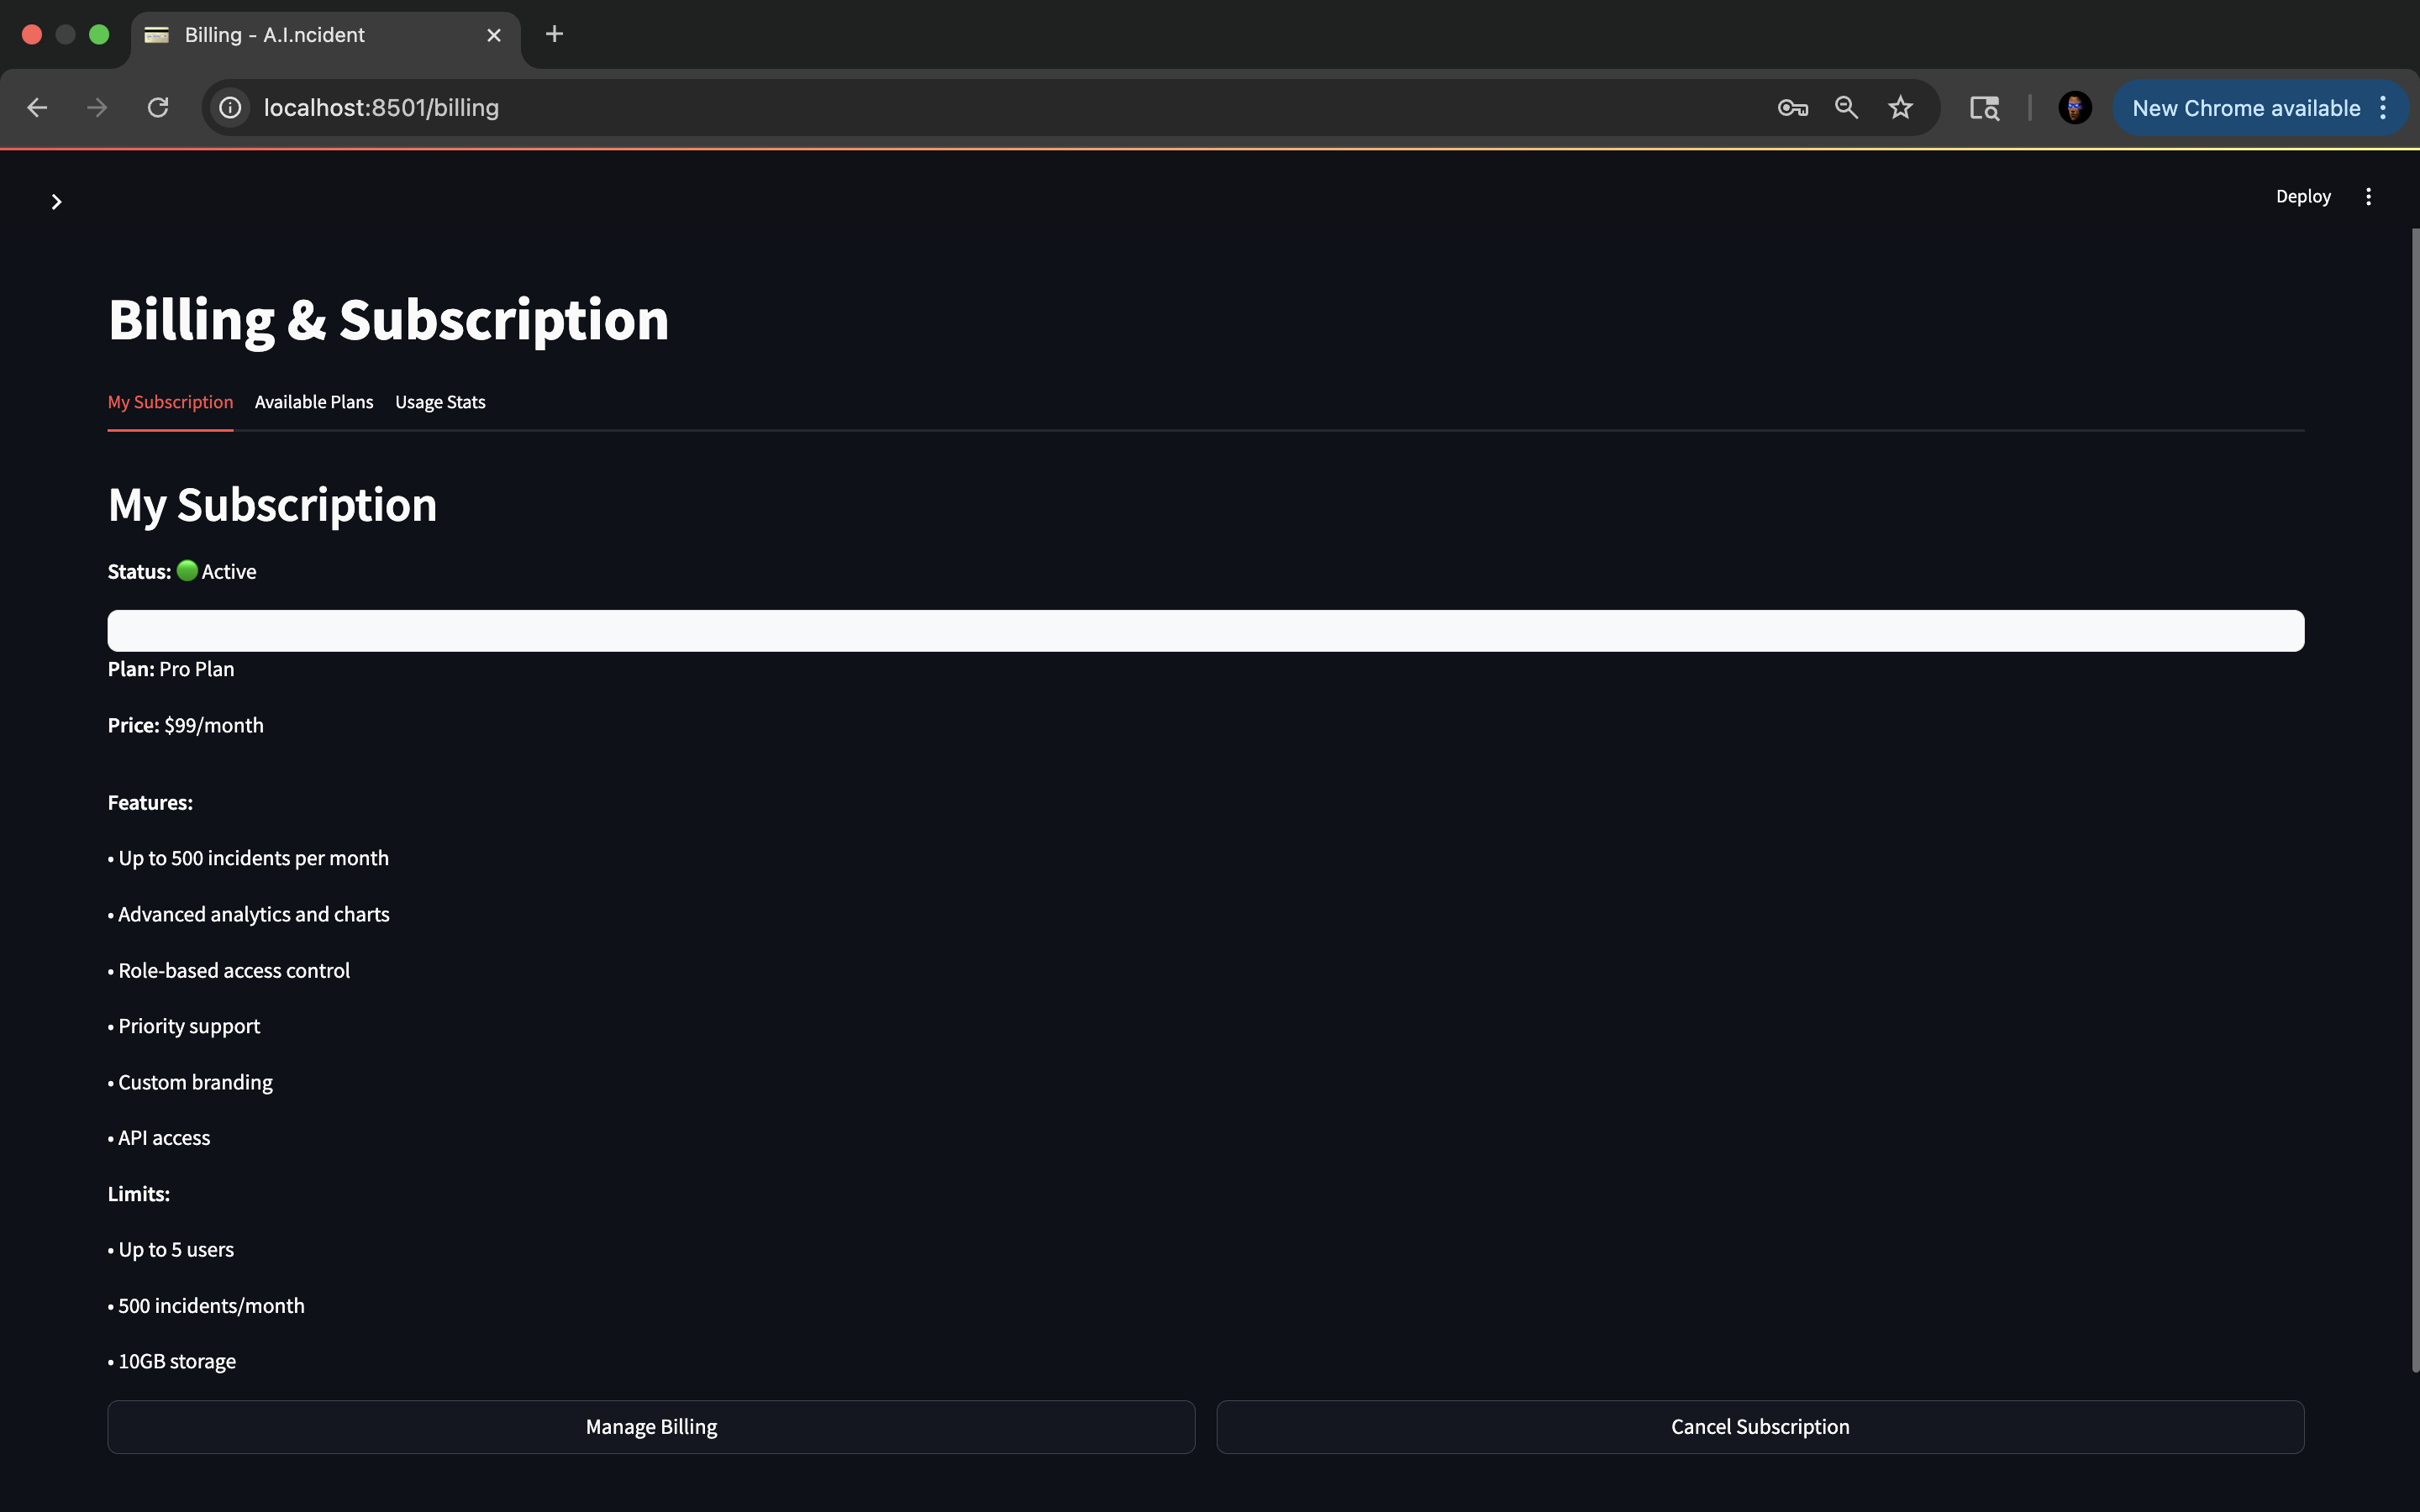 Billing - A.I.ncident
localhost:8501/billing
New Chrome available
Deploy
Billing & Subscription
My Subscription Available Plans Usage Stats
My Subscription
Status: Active
Plan: Pro Plan
Price: $99/month
Features:
• Up to 500 incidents per month
• Advanced analytics and charts
• Role-based access control
• Priority support
• Custom branding
• API access
Limits:
• Up to 5 users
• 500 incidents/month
• 10GB storage
Manage Billing Cancel Subscription